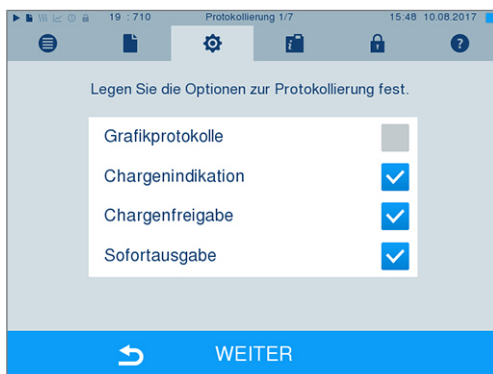 19 : 710 Protokollierung 1/7 15:48 10.08.2017
Legen Sie die Optionen zur Protokollierung fest.
Grafikprotokolle
Chargenindikation
Chargenfreigabe
Sofortausgabe
WEITER